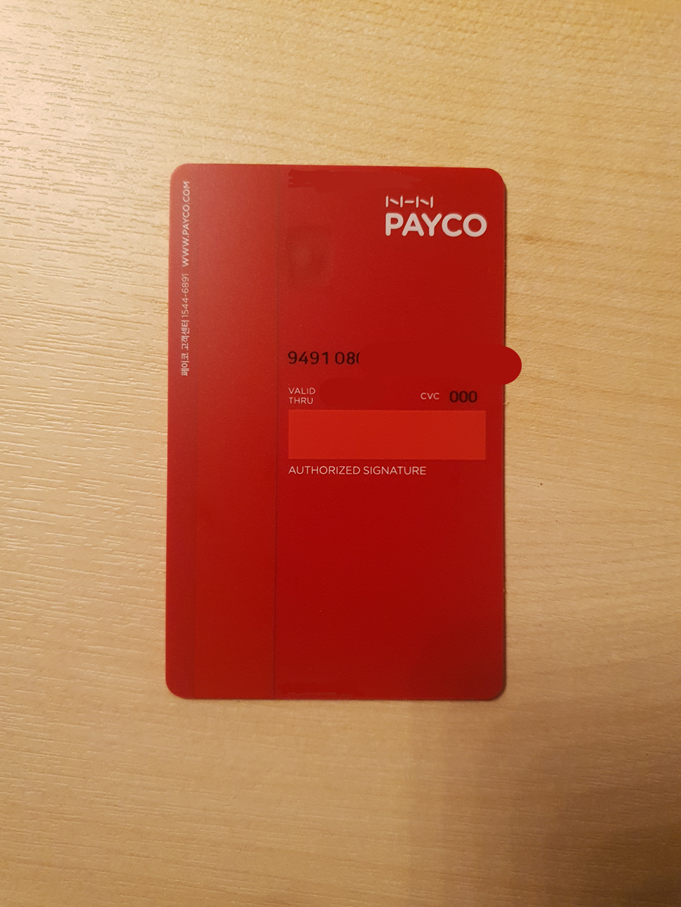 NHN
PAYCO
페이코 고객센터 1544-6891 WWW.PAYCO.COM
9491 080
VALID
THRU
CVC 000
AUTHORIZED SIGNATURE